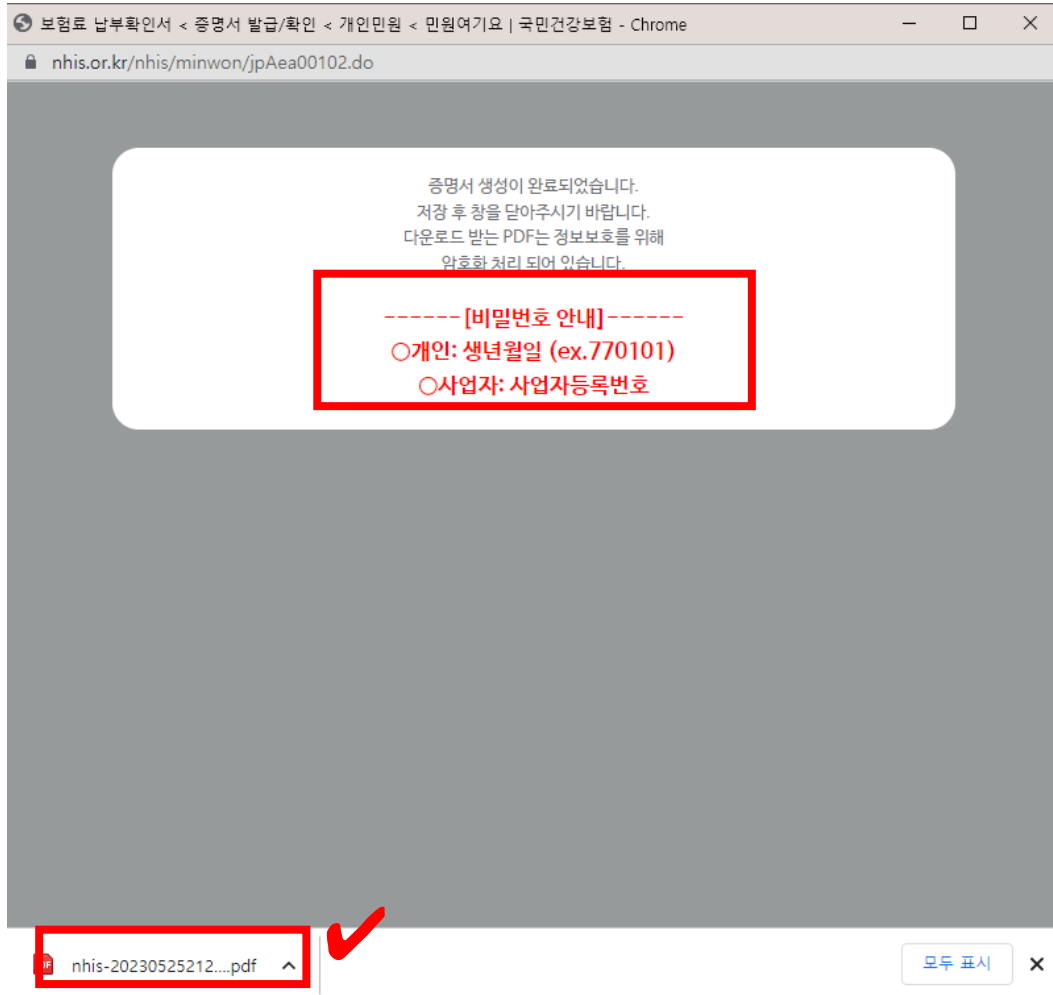 보험료 납부확인서 < 증명서 발급/확인 < 개인민원 < 민원여기요 | 국민건강보험 - Chrome
nhis.or.kr/nhis/minwon/jpAea00102.do
증명서 생성이 완료되었습니다.
저장 후 창을 닫아주시기 바랍니다.
다운로드 받는 PDF는 정보보호를 위해
암호화 처리 되어 있습니다.
------[비밀번호 안내]------
○개인: 생년월일 (ex.770101)
○사업자: 사업자등록번호
nhis-20230525212....pdf
모두 표시